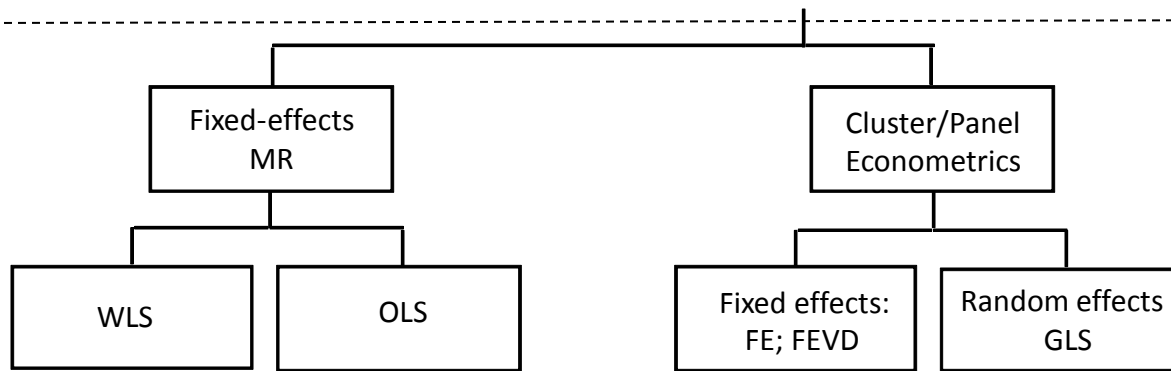 Fixed-effects
MR
Cluster/Panel
Econometrics
WLS
OLS
Fixed effects:
FE; FEVD
Random effects
GLS